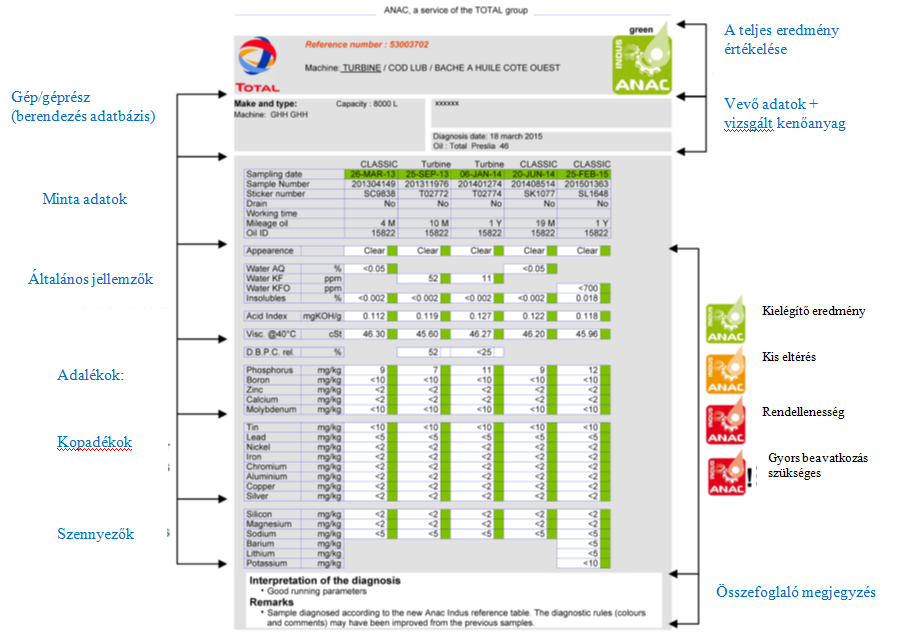 ANAC, a service of the TOTAL group
green
Reference number : 53003702
Machine: TURBINE / COD LUB / BACHE A HUILE COTE OUEST
TOTAL
INDUS
ANAC
A teljes eredmény
értékelése
Gép/géprész
(berendezés adatbázis)
Make and type: Capacity : 8000 L
Machine: GHH GHH
xxxxxx
Diagnosis date: 18 march 2015
Oil : Total Preslia 46
Vevő adatok +
vizsgált kenőanyag
Minta adatok
CLASSIC Turbine Turbine CLASSIC CLASSIC
Sampling date 26-MAR-13 25-SEP-13 06-JAN-14 20-JUN-14 25-FEB-15
Sample Number 201304149 201311976 201401274 201408514 201501363
Sticker number SC9838 T02772 T02774 SK1077 SL1648
Drain No No No No No
Working time
Mileage oil 4 M 10 M 1 Y 19 M 1 Y
Oil ID 15822 15822 15822 15822 15822
Általános jellemzők
Appearence Clear Clear Clear Clear Clear
Water AQ % <0.05 <0.05
Water KF ppm 52 11
Water KFO ppm <700
Insolubles % <0.002 <0.002 <0.002 <0.002 0.018
Acid Index mgKOH/g 0.112 0.119 0.127 0.122 0.118
Visc. @40°C cSt 46.30 45.60 46.27 46.20 45.96
D.B.P.C. rel. % 52 <25
Adalékok:
Phosphorus mg/kg 9 7 11 9 12
Boron mg/kg <10 <10 <10 <10 <10
Zinc mg/kg <2 <2 <2 <2 <2
Calcium mg/kg <2 <2 <2 <2 <2
Molybdenum mg/kg <10 <10 <10 <10 <10
Kopadékok
Tin mg/kg <10 <10 <10 <10 <10
Lead mg/kg <5 <5 <5 <5 <5
Nickel mg/kg <2 <2 <2 <2 <2
Iron mg/kg <2 <2 <2 <2 <2
Chromium mg/kg <2 <2 <2 <2 <2
Aluminium mg/kg <2 <2 <2 <2 <2
Copper mg/kg <2 <2 <2 <2 <2
Silver mg/kg <2 <2 <2 <2 <2
Szennyezők
Silicon mg/kg <2 <2 <2 <2 <2
Magnesium mg/kg <2 <2 <2 <2 <2
Sodium mg/kg <5 <5 <5 <5 <5
Barium mg/kg <5
Lithium mg/kg <5
Potassium mg/kg <10
INDUS
ANAC
Kielégítő eredmény
INDUS
ANAC
Kis eltérés
INDUS
ANAC
Rendellenesség
INDUS
ANAC !
Gyors beavatkozás
szükséges
Interpretation of the diagnosis
• Good running parameters
Remarks
• Sample diagnosed according to the new Anac Indus reference table. The diagnostic rules (colours
and comments) may have been improved from the previous samples.
Összefoglaló megjegyzés